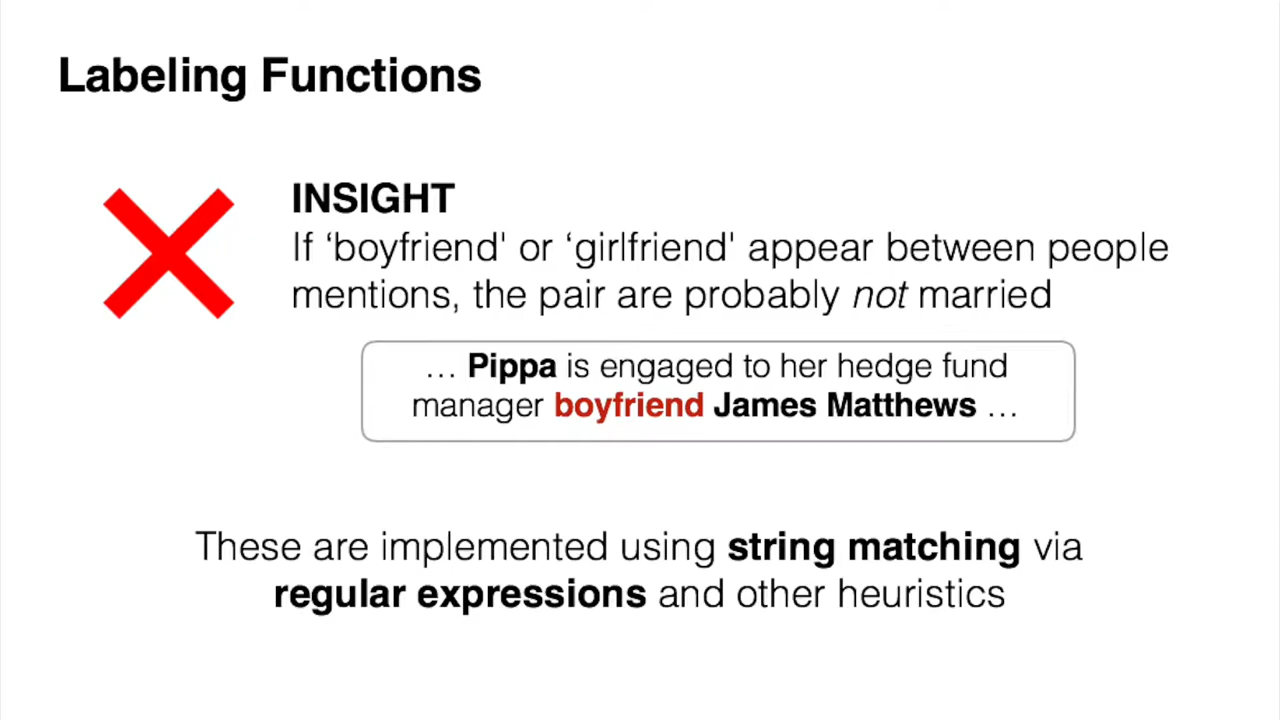 Labeling Functions
INSIGHT
If ‘boyfriend' or ‘girlfriend' appear between people
mentions, the pair are probably not married
… Pippa is engaged to her hedge fund
manager boyfriend James Matthews …
These are implemented using string matching via
regular expressions and other heuristics